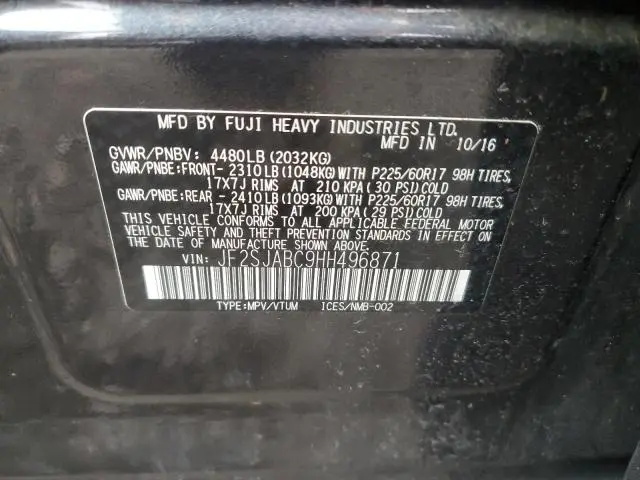 MFD BY FUJI HEAVY INDUSTRIES LTD.
MFD IN 10/16
GVWR/PNBV: 4480LB (2032KG)
GAWR/PNBE:FRONT- 2310LB (1048KG) WITH P225/60R17 98H TIRES,
17X7J RIMS AT 210 KPA ( 30 PSI) COLD
GAWR/PNBE:REAR - 2410LB (1093KG) WITH P225/60R17 98H TIRES,
17X7J RIMS AT 200 KPA ( 29 PSI) COLD
THIS VEHICLE CONFORMS TO ALL APPLICABLE FEDERAL MOTOR
VEHICLE SAFETY AND THEFT PREVENTION STANDARDS IN EFFECT ON
THE DATE OF MANUFACTURE SHOWN ABOVE.
VIN: JF2SJABC9HH496871
TYPE:MPV/VTUM ICES/NMB-002